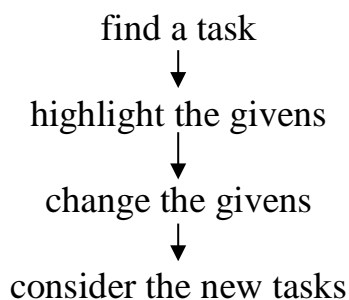 find a task
highlight the givens
change the givens
consider the new tasks